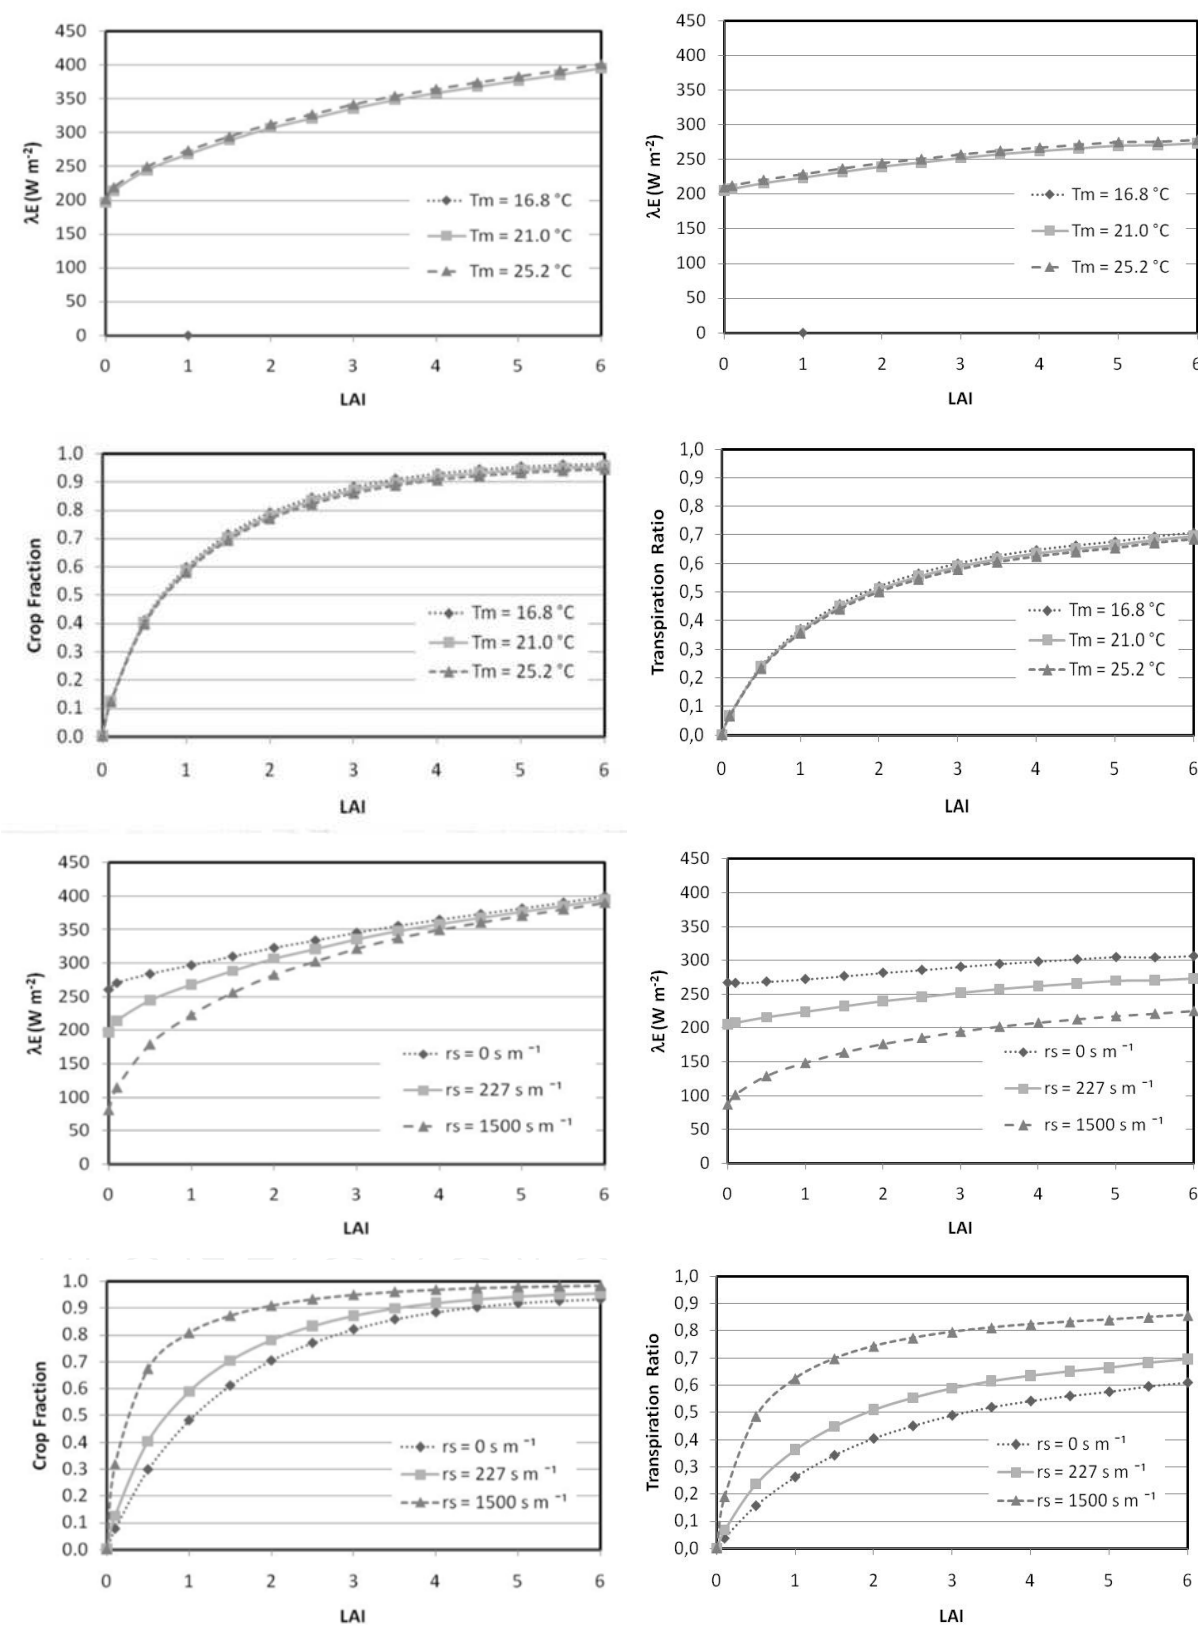 450
400
350
300
250
200
150
100
50
0
λE (W m-2)
Tm = 16.8 °C
Tm = 21.0 °C
Tm = 25.2 °C
0 1 2 3 4 5 6
LAI
450
400
350
300
250
200
150
100
50
0
λE (W m-2)
Tm = 16.8 °C
Tm = 21.0 °C
Tm = 25.2 °C
0 1 2 3 4 5 6
LAI
1.0
0.9
0.8
0.7
0.6
0.5
0.4
0.3
0.2
0.1
0.0
Crop Fraction
Tm = 16.8 °C
Tm = 21.0 °C
Tm = 25.2 °C
0 1 2 3 4 5 6
LAI
1,0
0,9
0,8
0,7
0,6
0,5
0,4
0,3
0,2
0,1
0,0
Transpiration Ratio
Tm = 16.8 °C
Tm = 21.0 °C
Tm = 25.2 °C
0 1 2 3 4 5 6
LAI
450
400
350
300
250
200
150
100
50
0
λE (W m-2)
rs = 0 s m ⁻¹
rs = 227 s m ⁻¹
rs = 1500 s m ⁻¹
0 1 2 3 4 5 6
LAI
450
400
350
300
250
200
150
100
50
0
λE (W m-2)
rs = 0 s m ⁻¹
rs = 227 s m ⁻¹
rs = 1500 s m ⁻¹
0 1 2 3 4 5 6
LAI
1.0
0.9
0.8
0.7
0.6
0.5
0.4
0.3
0.2
0.1
0.0
Crop Fraction
rs = 0 s m ⁻¹
rs = 227 s m ⁻¹
rs = 1500 s m ⁻¹
0 1 2 3 4 5 6
LAI
1,0
0,9
0,8
0,7
0,6
0,5
0,4
0,3
0,2
0,1
0,0
Transpiration Ratio
rs = 0 s m ⁻¹
rs = 227 s m ⁻¹
rs = 1500 s m ⁻¹
0 1 2 3 4 5 6
LAI